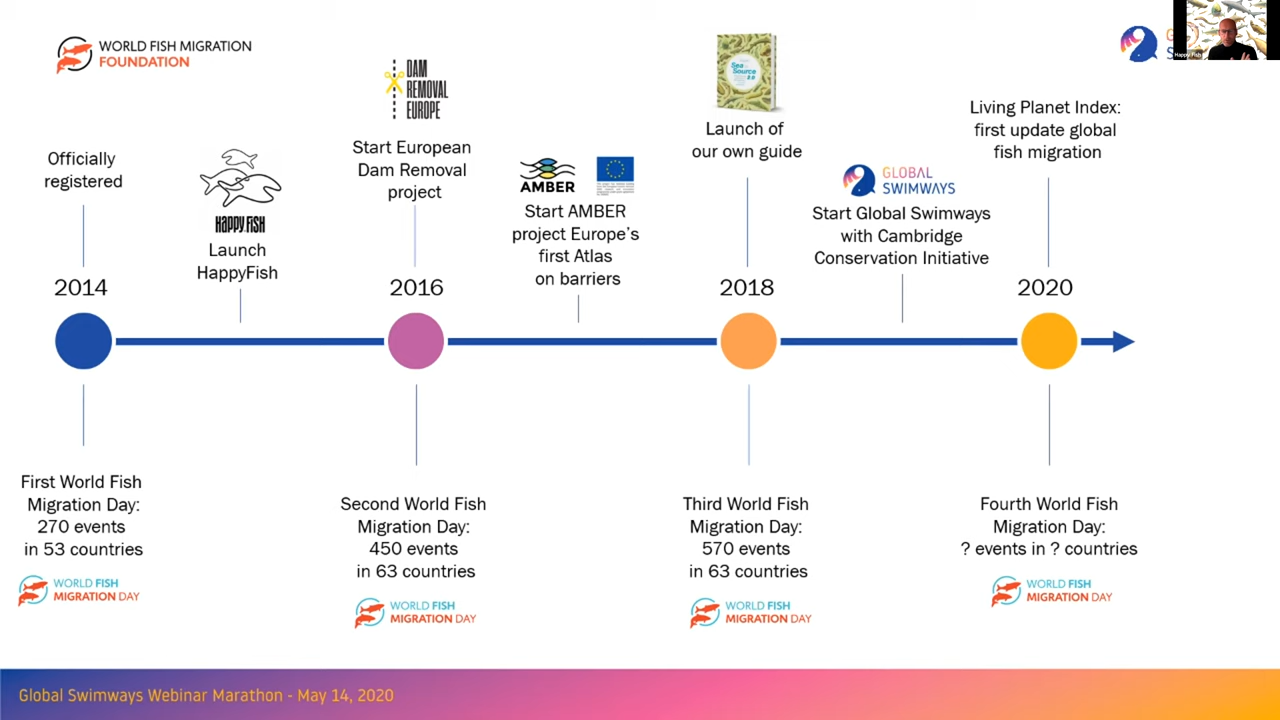 WORLD FISH MIGRATION
FOUNDATION
Happy Fish
Officially
registered
HAPPY FISH
Launch
HappyFish
DAM
REMOVAL
EUROPE
Start European
Dam Removal
project
AMBER
Start AMBER
project Europe's
first Atlas
on barriers
Sea
Source
2.0
Launch of
our own guide
GLOBAL
SWIMWAYS
Start Global Swimways
with Cambridge
Conservation Initiative
Living Planet Index:
first update global
fish migration
2014
2016
2018
2020
First World Fish
Migration Day:
270 events
in 53 countries
WORLD FISH
MIGRATION DAY
Second World Fish
Migration Day:
450 events
in 63 countries
WORLD FISH
MIGRATION DAY
Third World Fish
Migration Day:
570 events
in 63 countries
WORLD FISH
MIGRATION DAY
Fourth World Fish
Migration Day:
? events in ? countries
WORLD FISH
MIGRATION DAY
Global Swimways Webinar Marathon - May 14, 2020